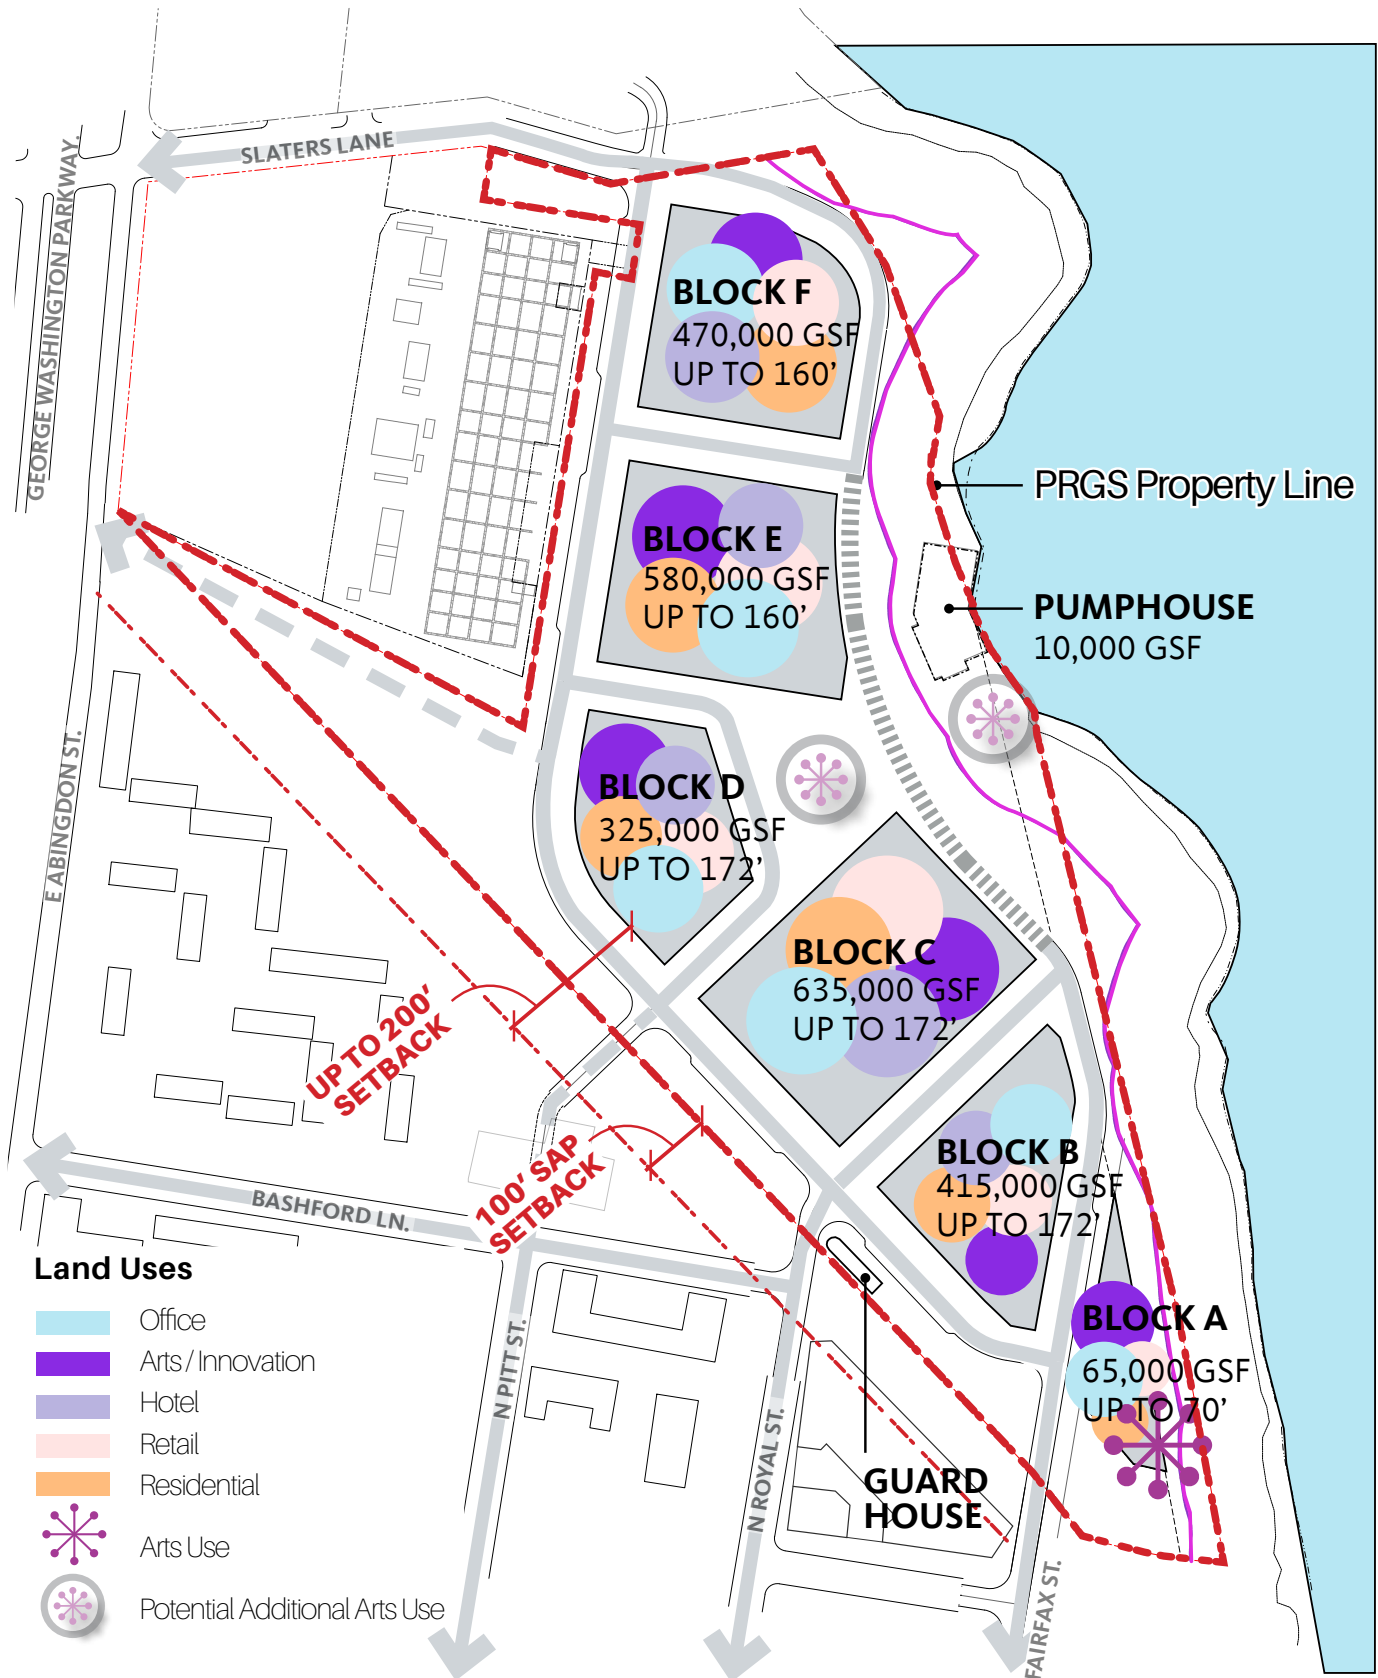 SLATERS LANE
GEORGE WASHINGTON PARKWAY.
BLOCK F
470,000 GSF
UP TO 160’
PRGS Property Line
BLOCK E
580,000 GSF
UP TO 160’
PUMPHOUSE
10,000 GSF
E ABINGDON ST.
BLOCK D
325,000 GSF
UP TO 172’
BLOCK C
635,000 GSF
UP TO 172’
UP TO 200’
SETBACK
100’ SAP
SETBACK
BLOCK B
415,000 GSF
UP TO 172’
BASHFORD LN.
BLOCK A
65,000 GSF
UP TO 70’
N PITT ST.
N ROYAL ST.
GUARD
HOUSE
FAIRFAX ST.
Land Uses
Office
Arts / Innovation
Hotel
Retail
Residential
Arts Use
Potential Additional Arts Use